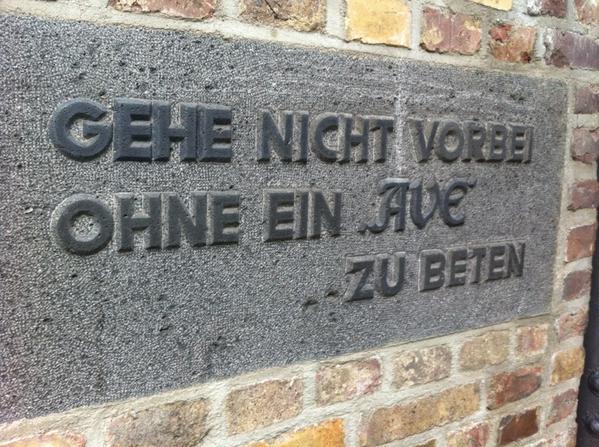 GEHE NICHT VORBEI
OHNE EIN AVE
ZU BETEN